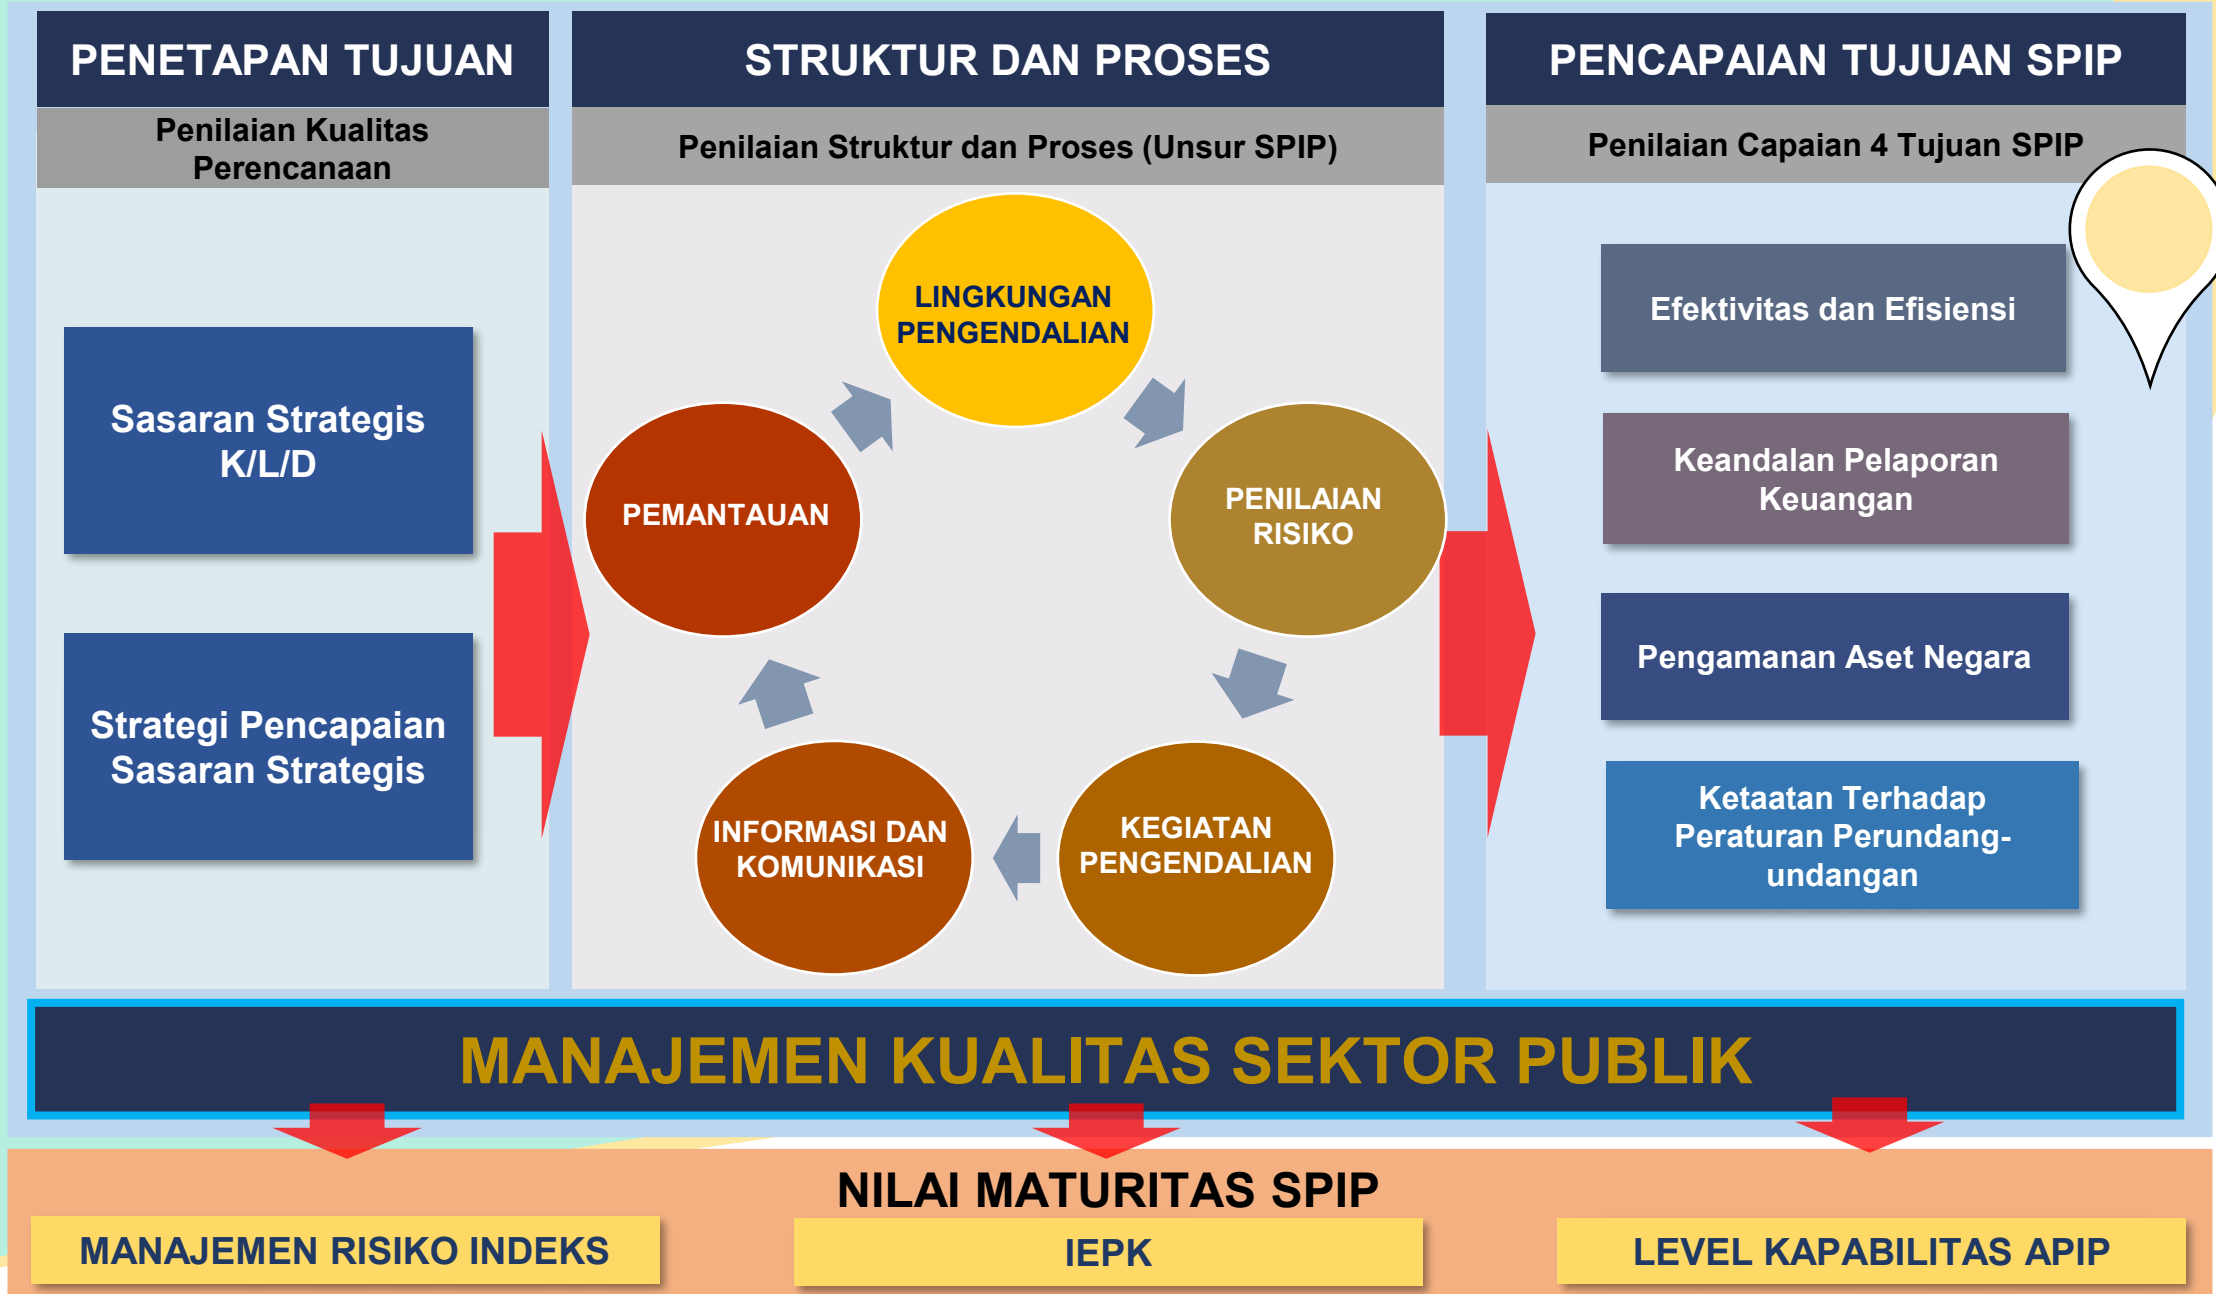 PENETAPAN TUJUAN
Penilaian Kualitas
Perencanaan
Sasaran Strategis
K/L/D
Strategi Pencapaian
Sasaran Strategis
STRUKTUR DAN PROSES
Penilaian Struktur dan Proses (Unsur SPIP)
LINGKUNGAN
PENGENDALIAN
PENILAIAN
RISIKO
KEGIATAN
PENGENDALIAN
INFORMASI DAN
KOMUNIKASI
PEMANTAUAN
PENCAPAIAN TUJUAN SPIP
Penilaian Capaian 4 Tujuan SPIP
Efektivitas dan Efisiensi
Keandalan Pelaporan
Keuangan
Pengamanan Aset Negara
Ketaatan Terhadap
Peraturan Perundang-
undangan
MANAJEMEN KUALITAS SEKTOR PUBLIK
NILAI MATURITAS SPIP
MANAJEMEN RISIKO INDEKS
IEPK
LEVEL KAPABILITAS APIP